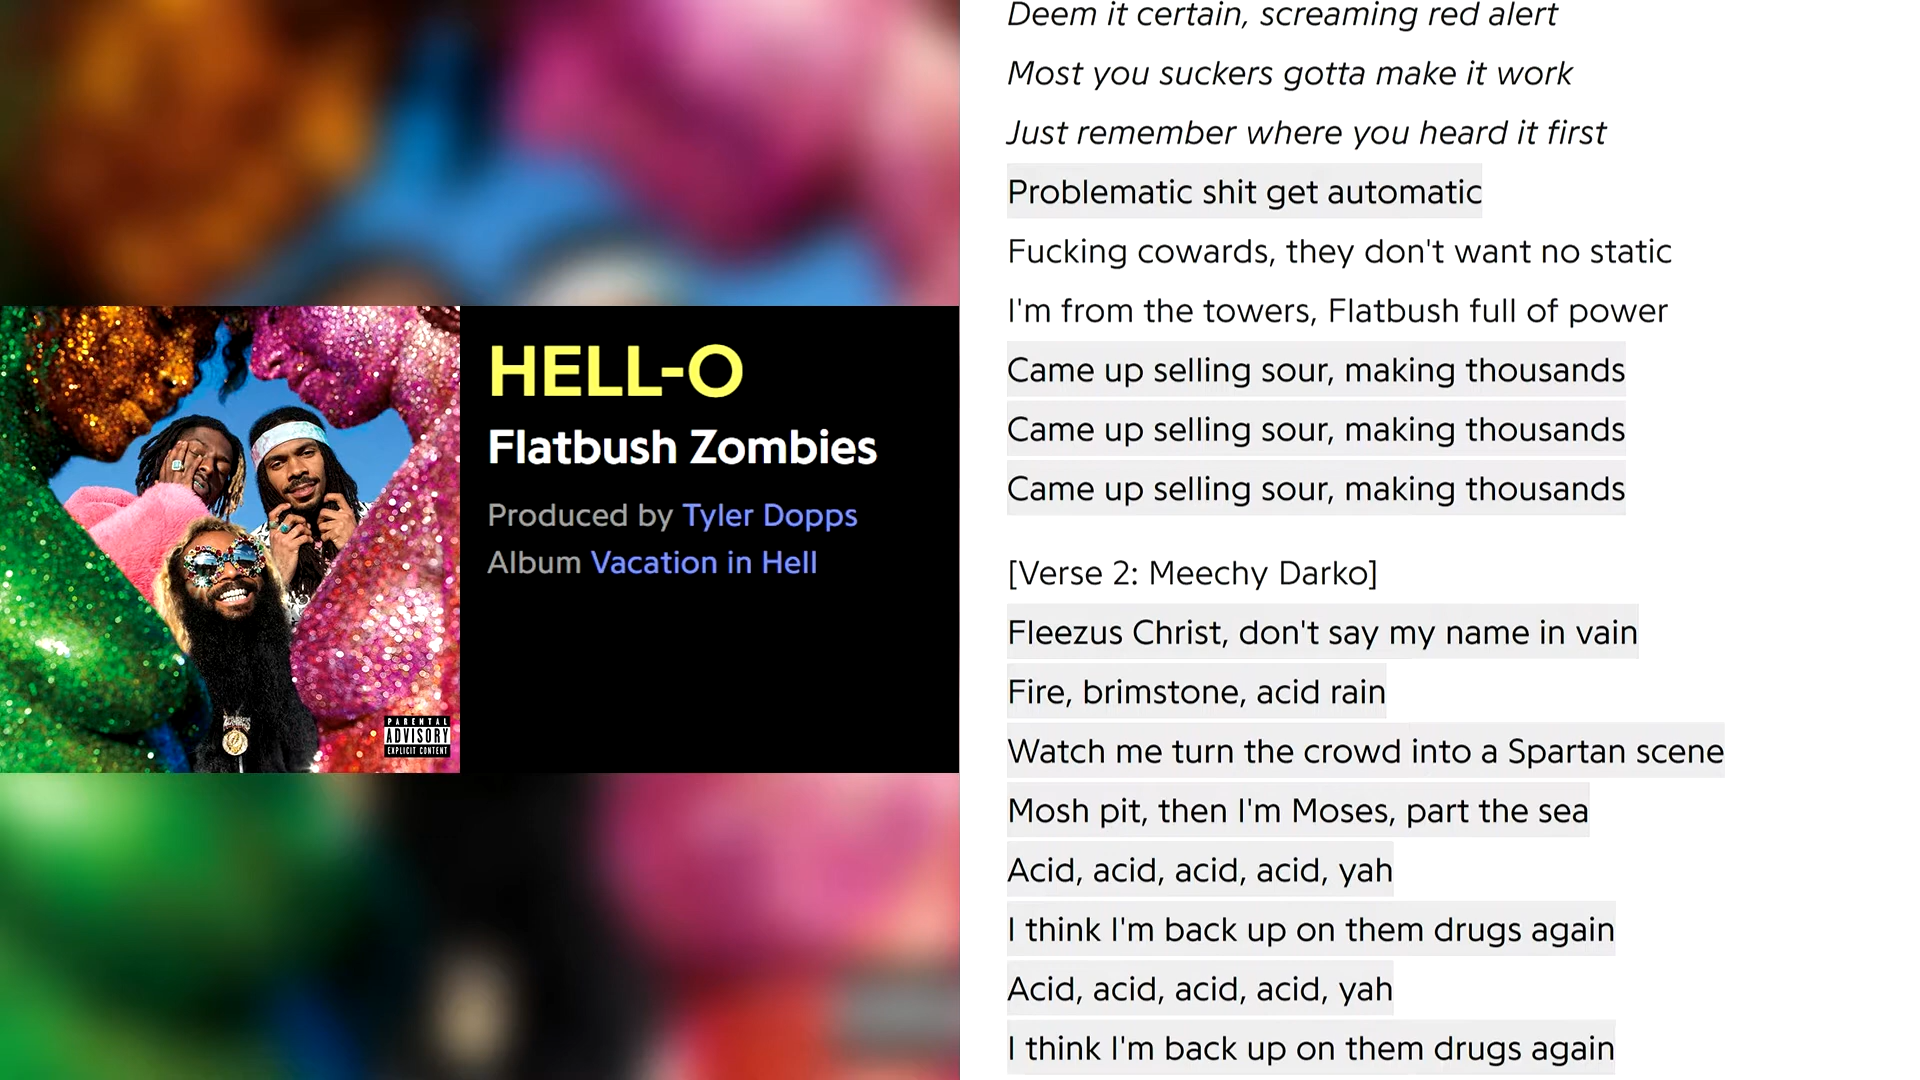 HELL-O
Flatbush Zombies
Produced by Tyler Dopps
Album Vacation in Hell
PARENTAL
ADVISORY
EXPLICIT CONTENT
Deem it certain, screaming red alert
Most you suckers gotta make it work
Just remember where you heard it first
Problematic shit get automatic
Fucking cowards, they don't want no static
I'm from the towers, Flatbush full of power
Came up selling sour, making thousands
Came up selling sour, making thousands
Came up selling sour, making thousands
[Verse 2: Meechy Darko]
Fleezus Christ, don't say my name in vain
Fire, brimstone, acid rain
Watch me turn the crowd into a Spartan scene
Mosh pit, then I'm Moses, part the sea
Acid, acid, acid, acid, yah
I think I'm back up on them drugs again
Acid, acid, acid, acid, yah
I think I'm back up on them drugs again